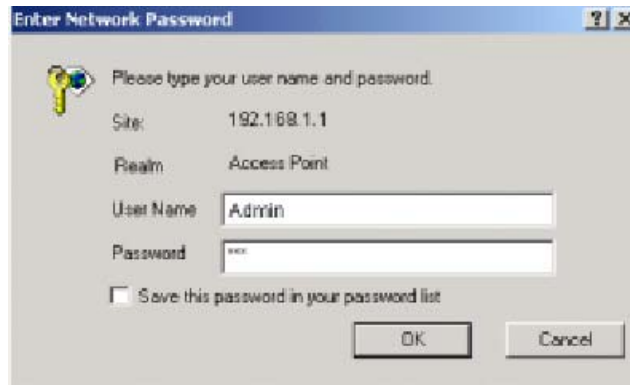 Enter Network Password
Please type your user name and password.
Site: 192.168.1.1
Realm Access Point
User Name Admin
Password ***
Save this password in your password list
OK Cancel